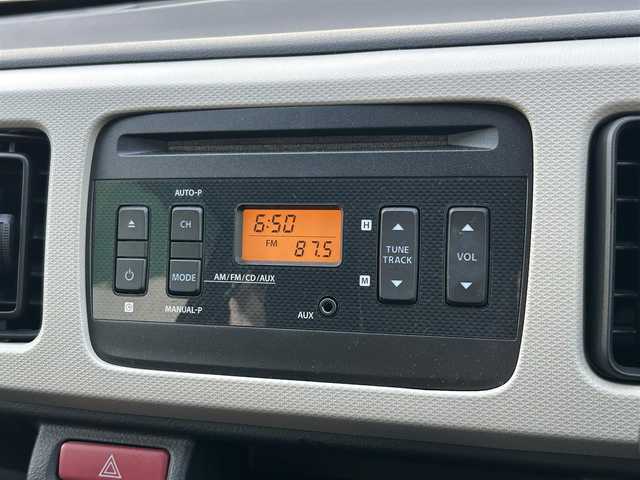 AUTO-P
CH
MODE
AM/FM/CD/AUX
MANUAL-P
6:50
FM 87.5
AUX
H
M
TUNE
TRACK
VOL